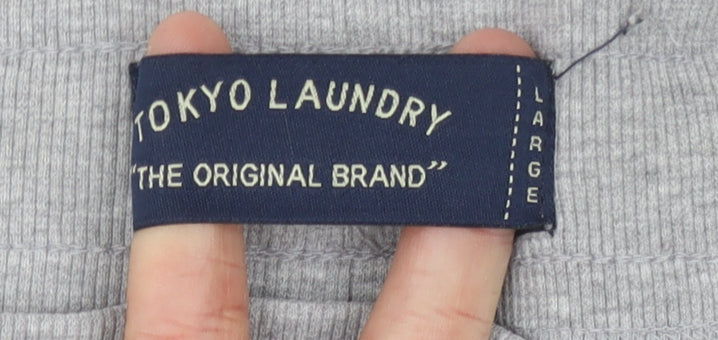 TOKYO LAUNDRY
"THE ORIGINAL BRAND"
LARGE